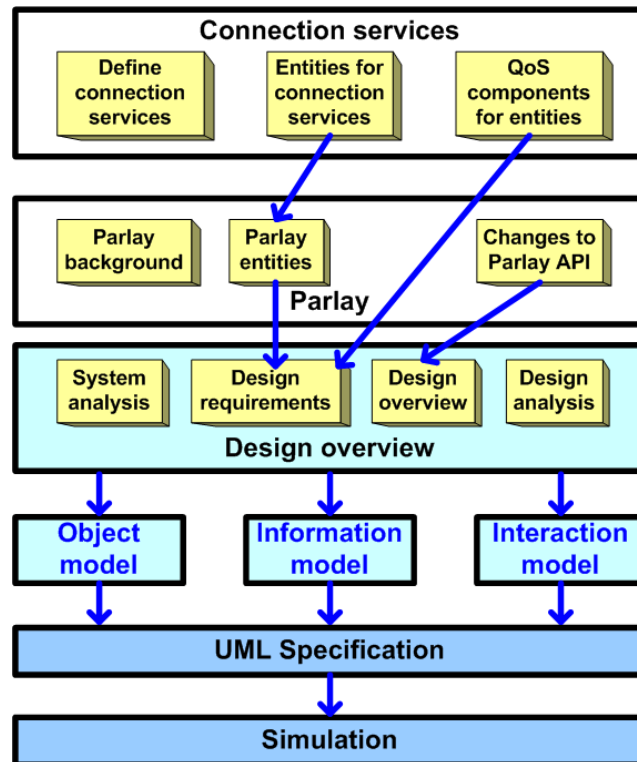 Connection services
Define
connection
services
Entities for
connection
services
QoS
components
for entities
Parlay
background
Parlay
entities
Changes to
Parlay API
Parlay
System
analysis
Design
requirements
Design
overview
Design
analysis
Design overview
Object
model
Information
model
Interaction
model
UML Specification
Simulation